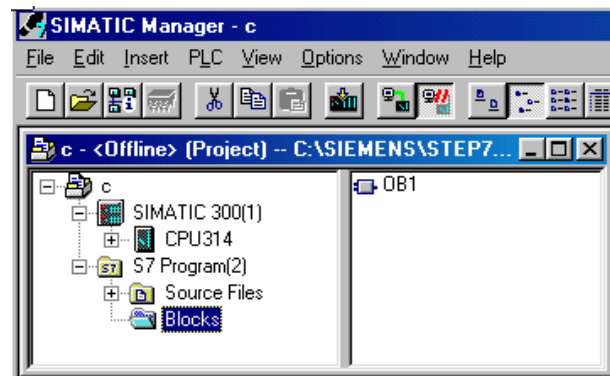 SIMATIC Manager - c
File Edit Insert PLC View Options Window Help
c - <Offline> (Project) -- C:\SIEMENS\STEP7...
c
SIMATIC 300(1)
CPU314
S7 Program(2)
Source Files
Blocks
OB1